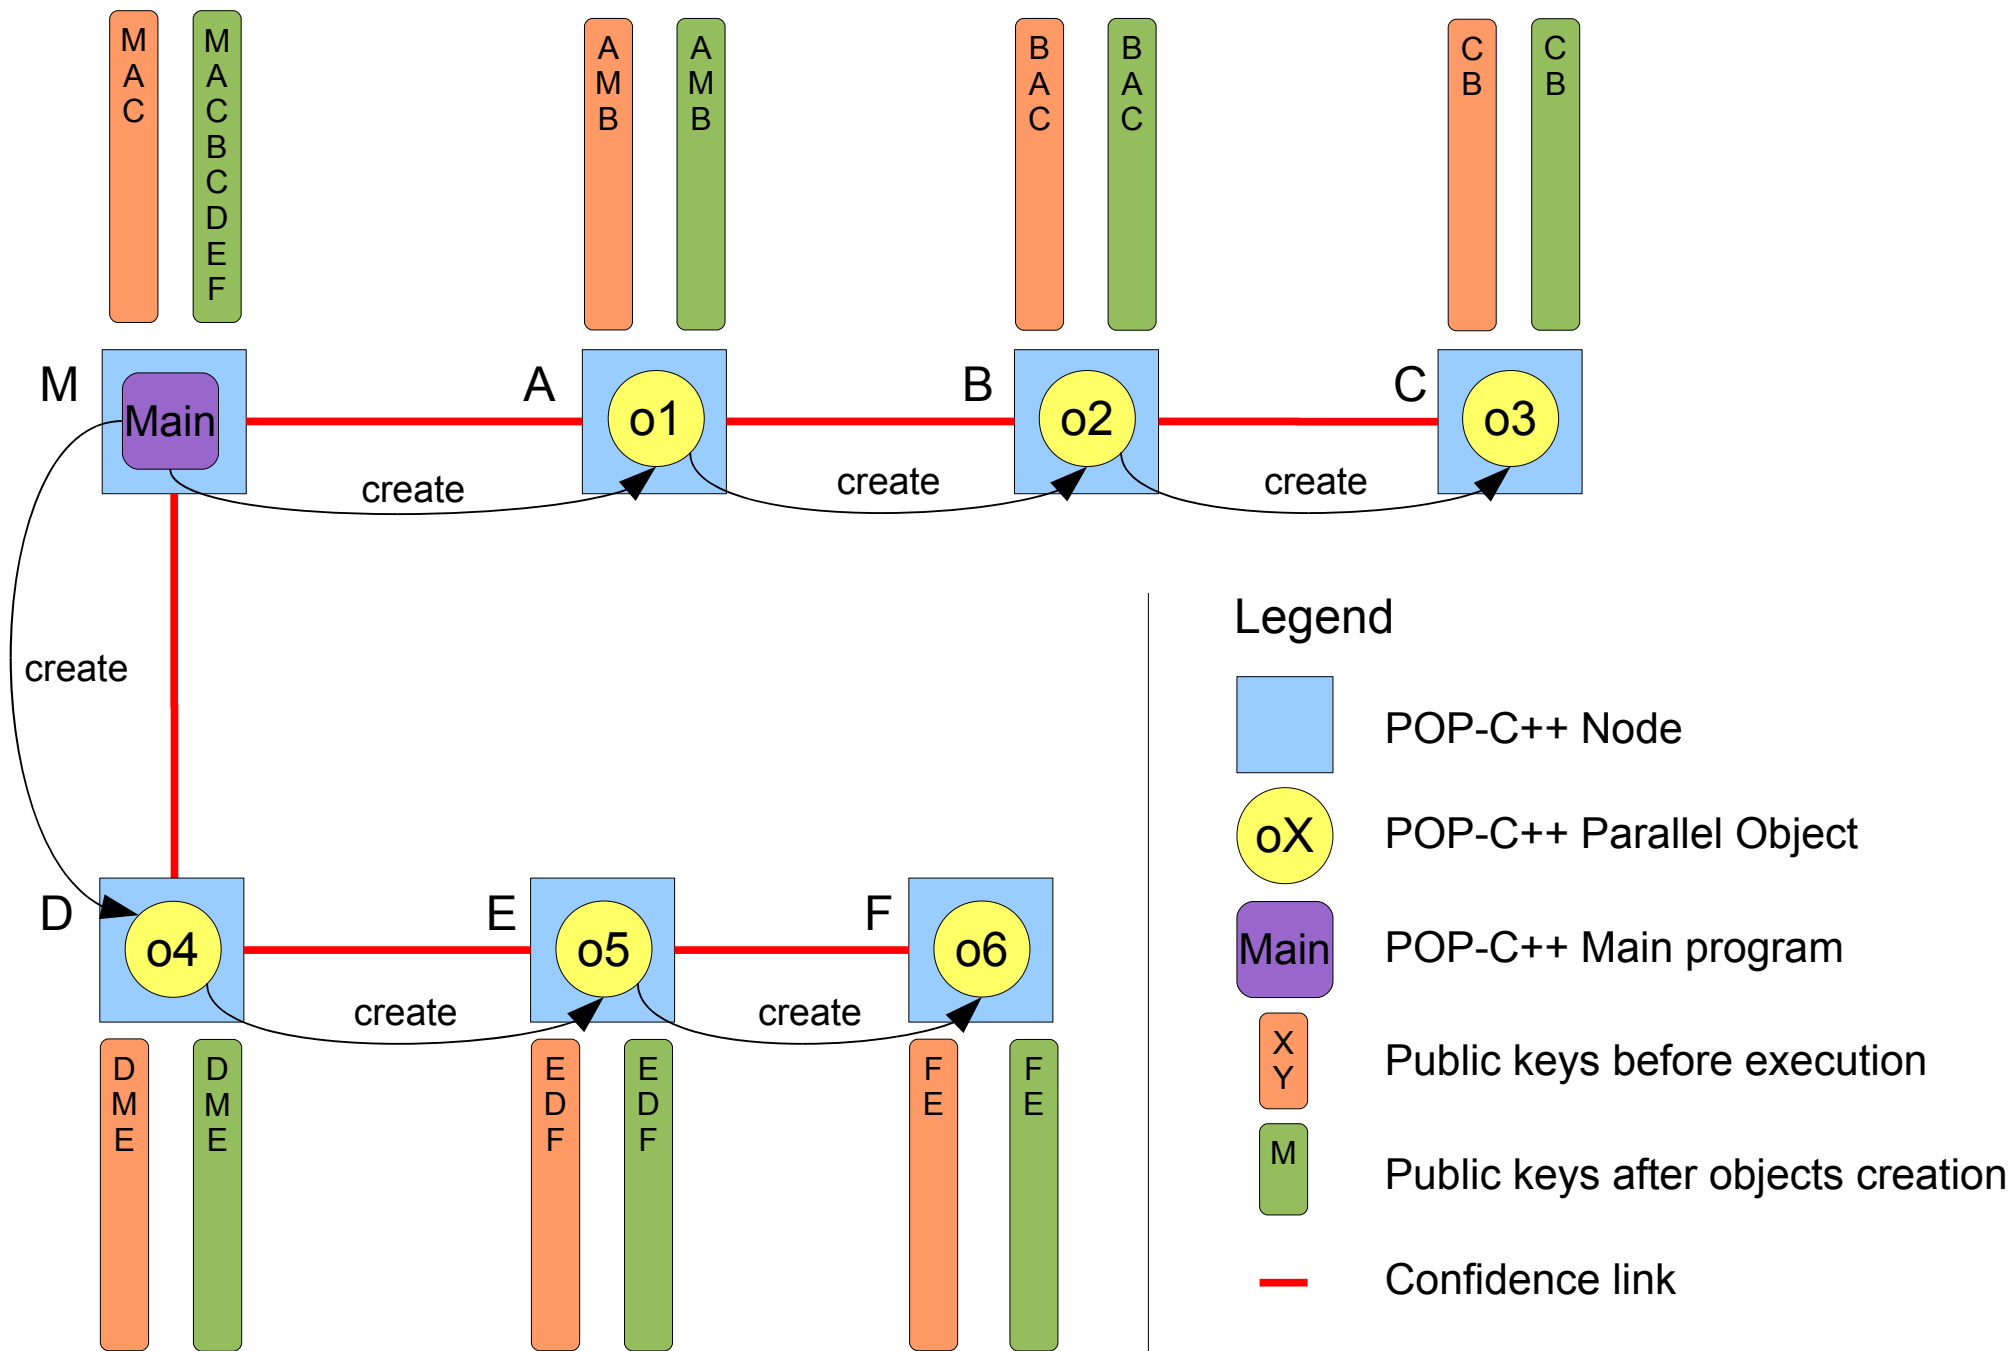 M
A
C
M
A
C
B
C
D
E
F
A
M
B
A
M
B
B
A
C
B
A
C
C
B
C
B
M
Main
A
o1
B
o2
C
o3
create
create
create
create
D
o4
E
o5
F
o6
create
create
D
M
E
D
M
E
E
D
F
E
D
F
F
E
F
E
Legend
POP-C++ Node
oX
POP-C++ Parallel Object
Main
POP-C++ Main program
X
Y
Public keys before execution
M
Public keys after objects creation
Confidence link